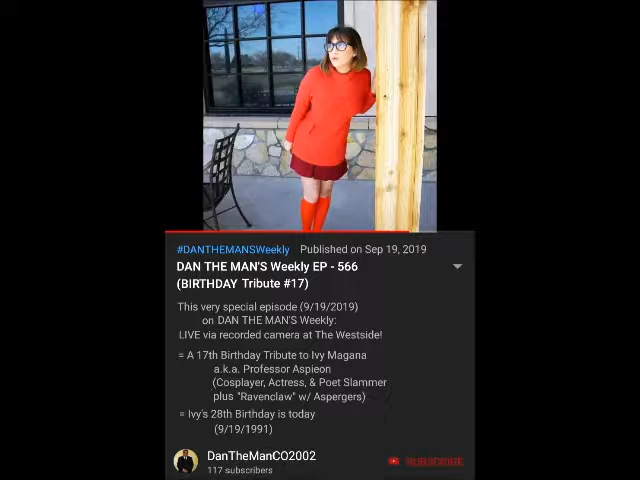 #DANTHEMANSWeekly Published on Sep 19, 2019
DAN THE MAN'S Weekly EP - 566
(BIRTHDAY Tribute #17)
This very special episode (9/19/2019)
on DAN THE MAN'S Weekly:
LIVE via recorded camera at The Westside!
= A 17th Birthday Tribute to Ivy Magana
a.k.a. Professor Aspieon
(Cosplayer, Actress, & Poet Slammer
plus "Ravenclaw" w/ Aspergers)
= Ivy's 28th Birthday is today
(9/19/1991)
DanTheManCO2002
117 subscribers
SUBSCRIBE